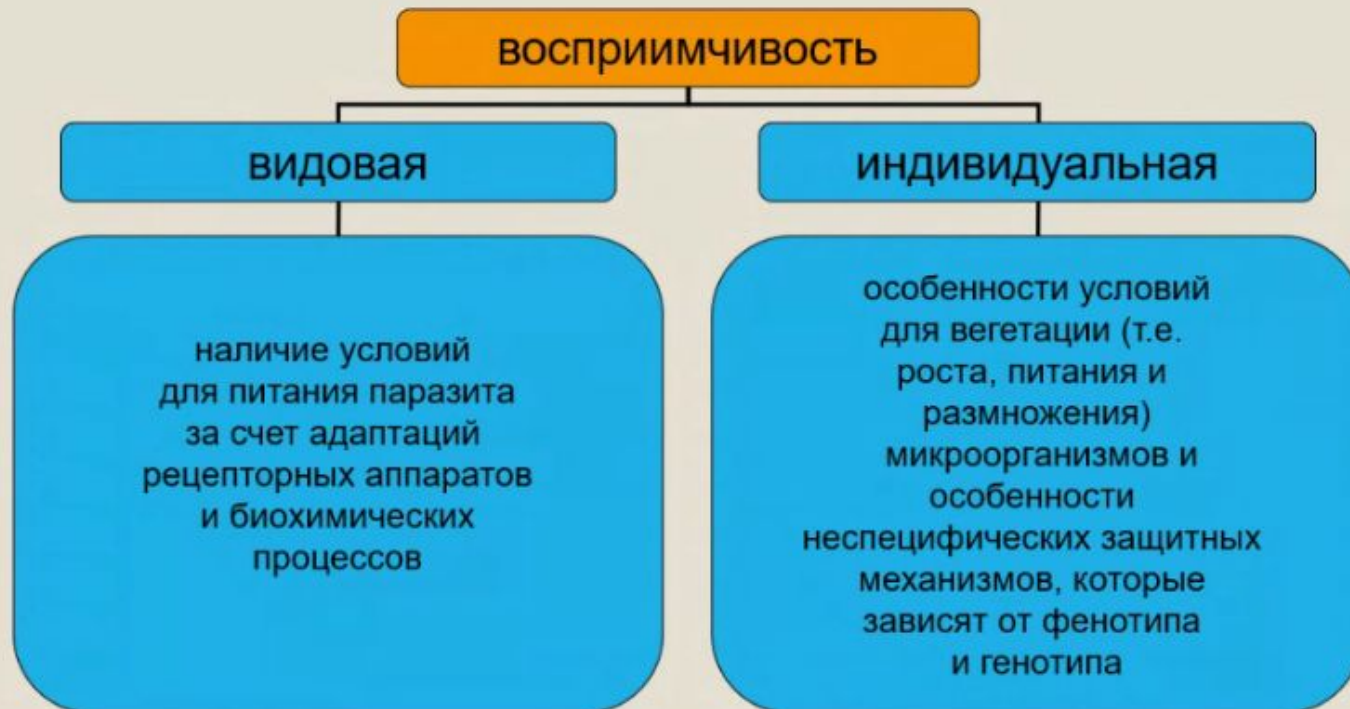 восприимчивость
видовая
индивидуальная
наличие условий
для питания паразита
за счет адаптаций
рецепторных аппаратов
и биохимических
процессов
особенности условий
для вегетации (т.е.
роста, питания и
размножения)
микроорганизмов и
особенности
неспецифических защитных
механизмов, которые
зависят от фенотипа
и генотипа